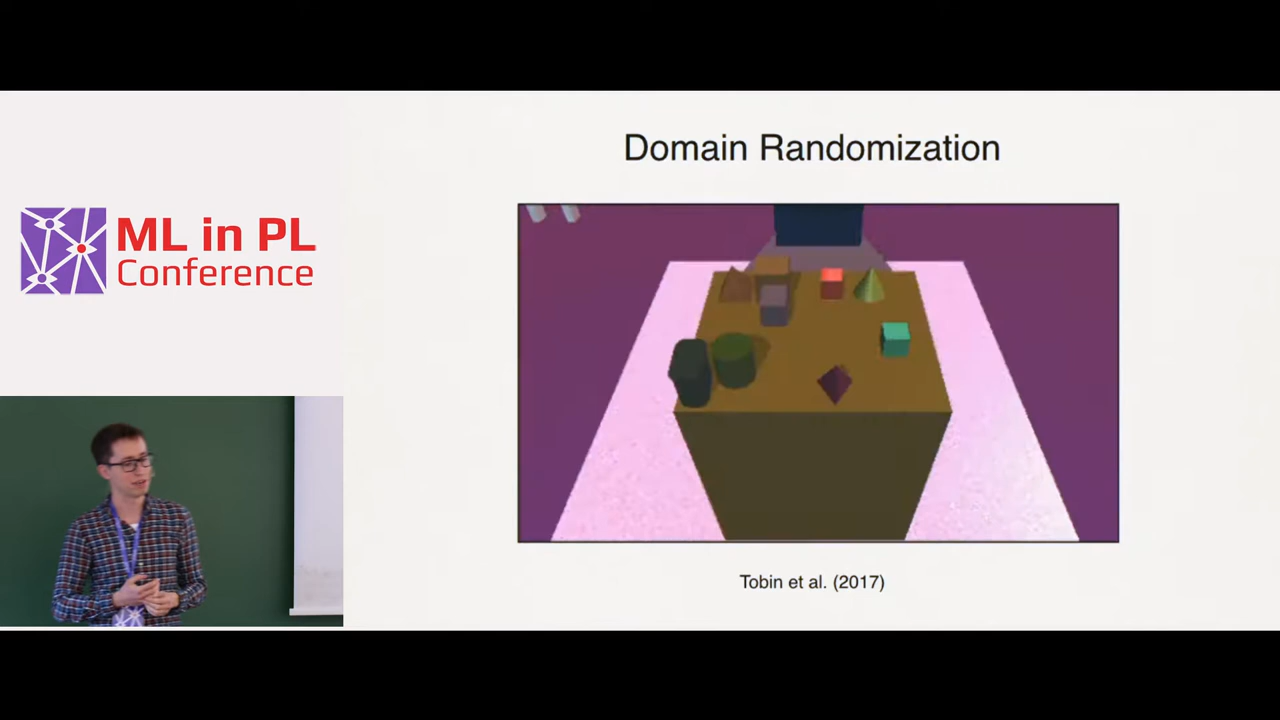 Domain Randomization
ML in PL
Conference
Tobin et al. (2017)